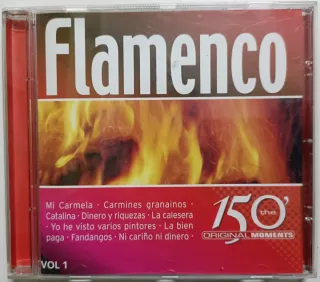 Flamenco
Mi Carmela · Carmines granainos ·
Catalina · Dinero y riquezas · La calesera
· Yo he visto varios pintores · La bien
paga · Fandangos · Ni cariño ni dinero ·
150' the
ORIGINAL MOMENTS
VOL 1